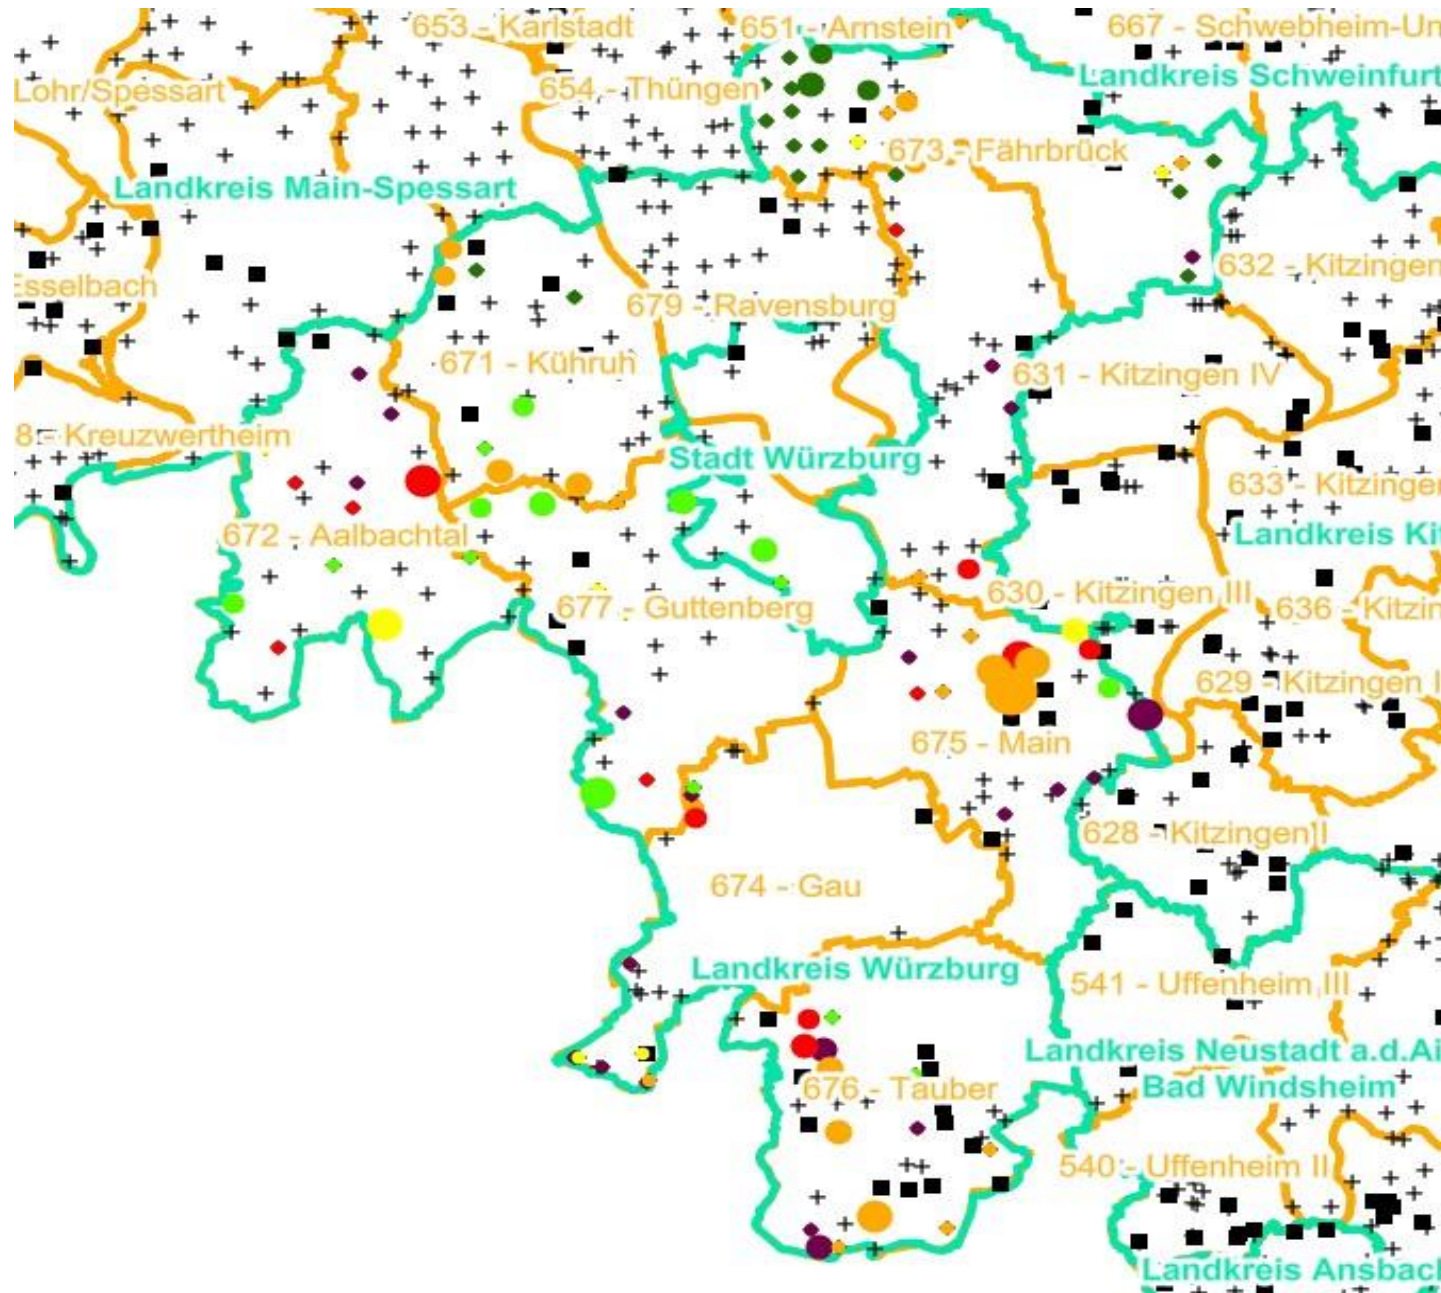 653 - Karlstadt
651 - Arnstein
667 - Schwebheim-Un
Landkreis Schweinfurt
Lohr/Spessart
654 - Thüngen
673 - Fährbrück
Landkreis Main-Spessart
632 - Kitzingen
Esselbach
679 - Ravensburg
671 - Kühruh
631 - Kitzingen IV
8 - Kreuzwertheim
Stadt Würzburg
633 - Kitzingen
672 - Aalbachtal
Landkreis Kit
630 - Kitzingen III
677 - Guttenberg
636 - Kitzin
629 - Kitzingen I
675 - Main
628 - Kitzingen II
674 - Gau
Landkreis Würzburg
541 - Uffenheim III
Landkreis Neustadt a.d.Ai
Bad Windsheim
676 - Tauber
540 - Uffenheim II
Landkreis Ansbach